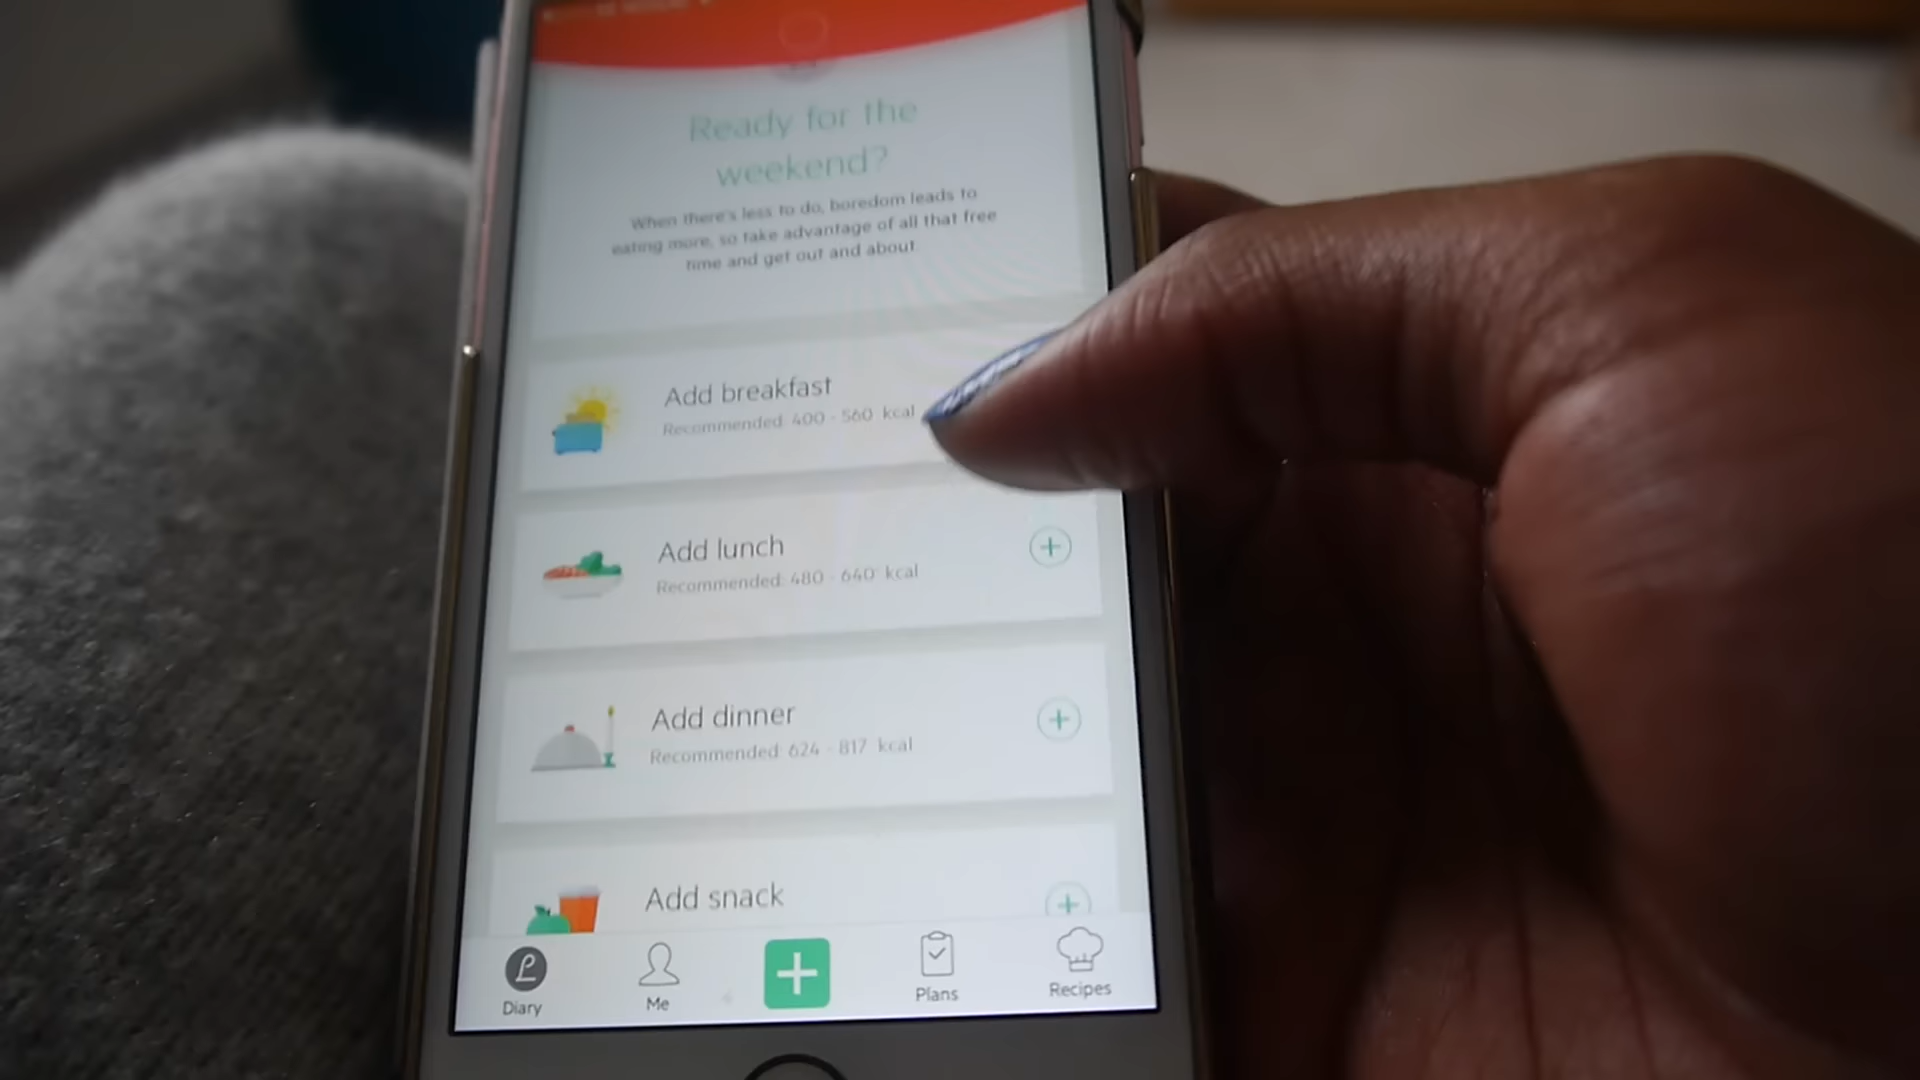 Ready for the
weekend?
When there's less to do, boredom leads to
eating more, so take advantage of all that free
time and get out and about
Add breakfast
Recommended: 400 - 560 kcal
Add lunch
Recommended: 480 - 640 kcal
Add dinner
Recommended: 624 - 817 kcal
Add snack
Diary
Me
Plans
Recipes